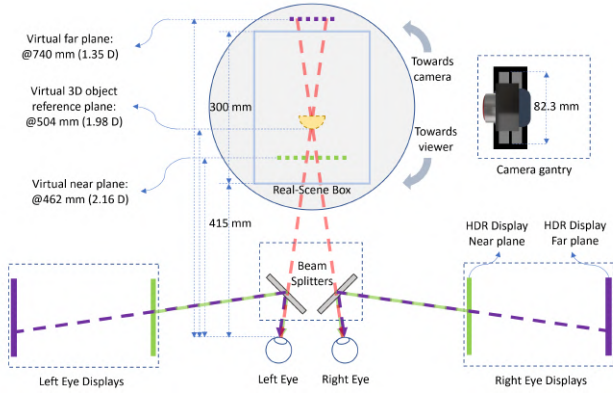 Virtual far plane:
@740 mm (1.35 D)
Virtual 3D object
reference plane:
@504 mm (1.98 D)
Virtual near plane:
@462 mm (2.16 D)
300 mm
415 mm
Real-Scene Box
Towards
camera
Towards
viewer
82.3 mm
Camera gantry
Beam
Splitters
HDR Display
Near plane
HDR Display
Far plane
Left Eye Displays
Left Eye
Right Eye
Right Eye Displays